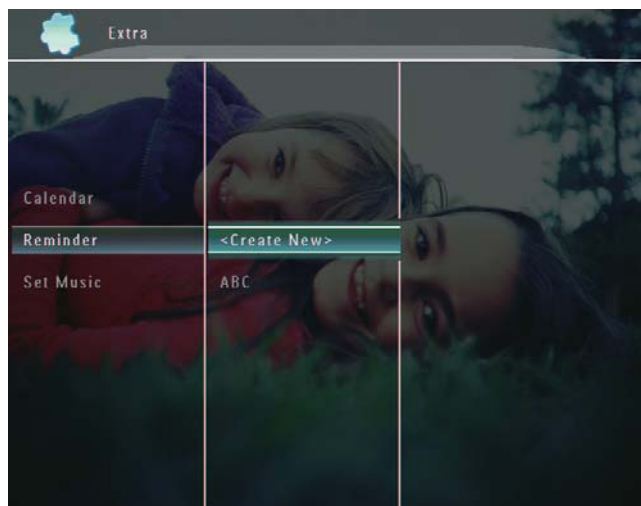 Extra
Calendar
Reminder
<Create New>
Set Music
ABC